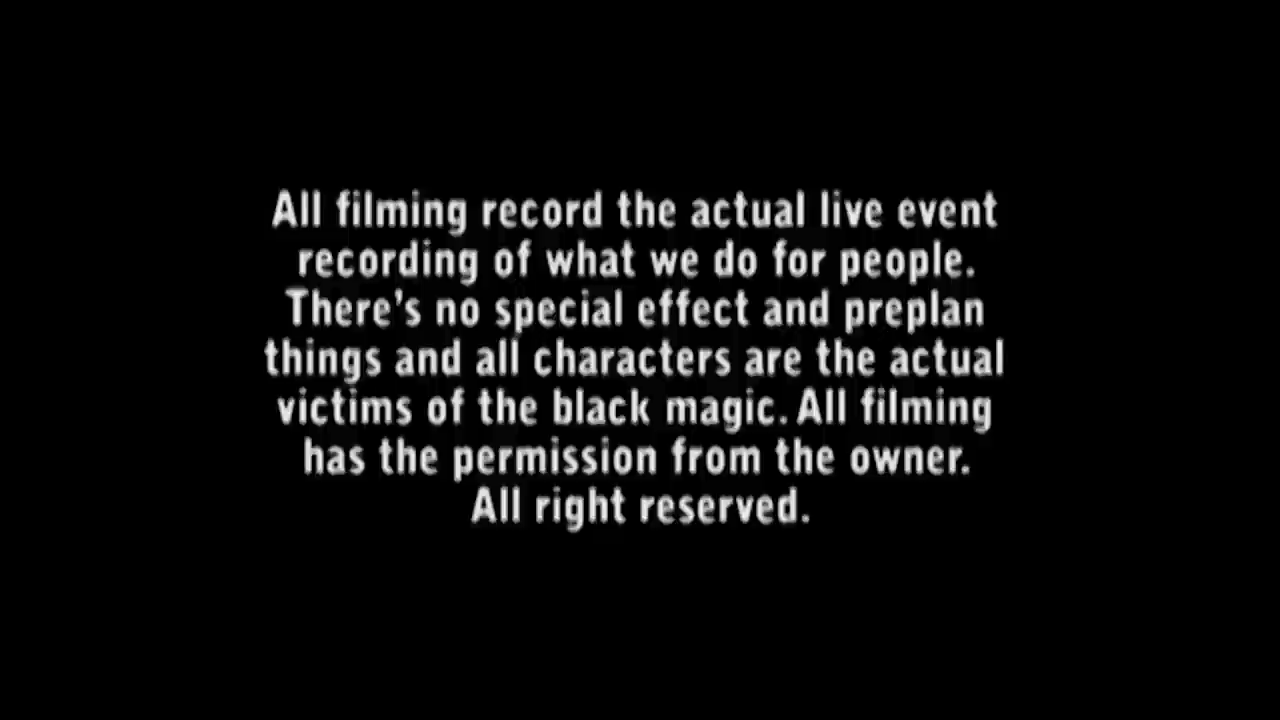 All filming record the actual live event
recording of what we do for people.
There's no special effect and preplan
things and all characters are the actual
victims of the black magic. All filming
has the permission from the owner.
All right reserved.